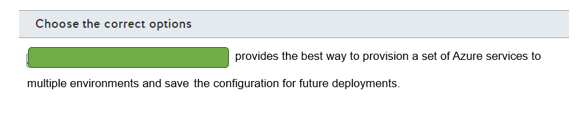 Choose the correct options
provides the best way to provision a set of Azure services to
multiple environments and save the configuration for future deployments.